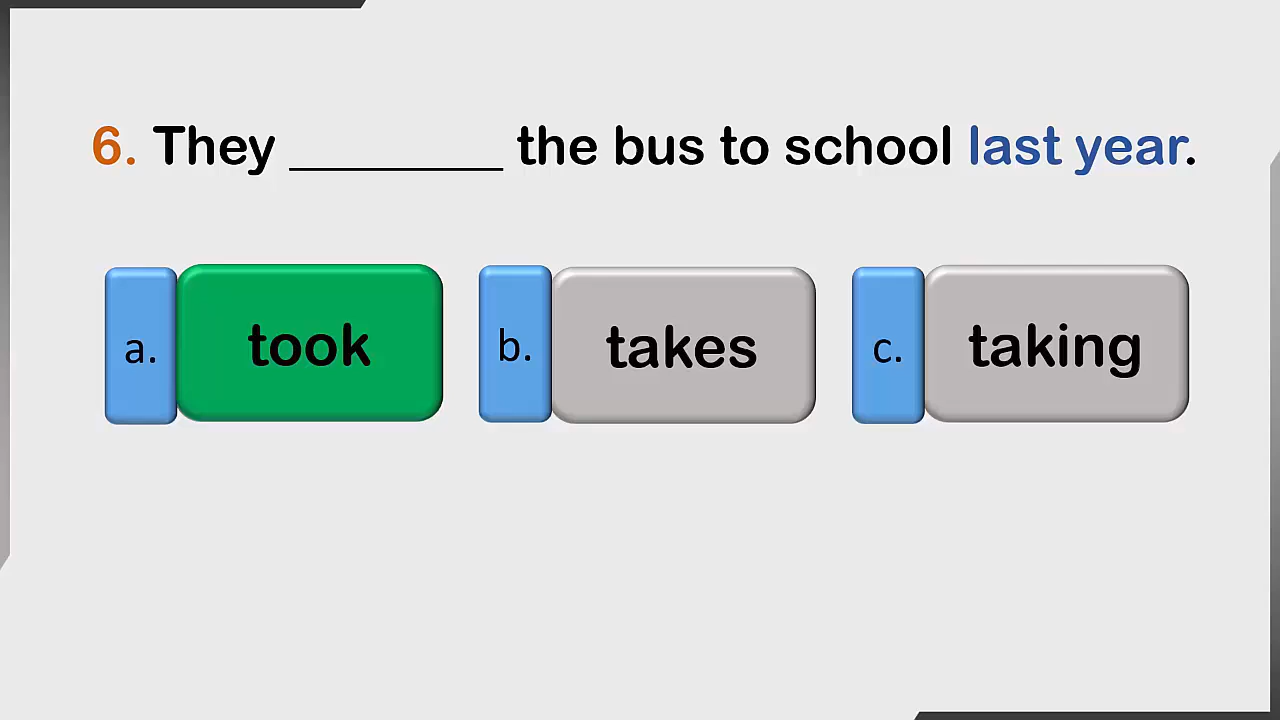 6. They ________ the bus to school last year.
a. took b. takes c. taking